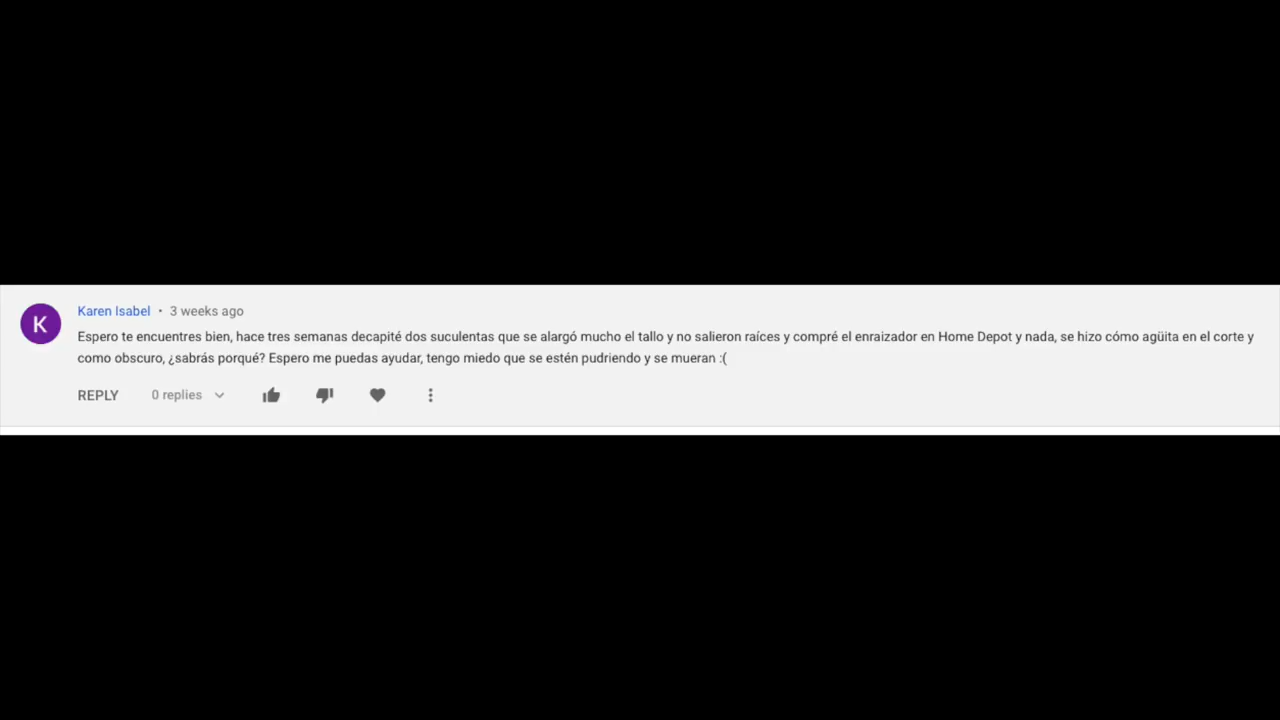 K
Karen Isabel • 3 weeks ago
Espero te encuentres bien, hace tres semanas decapité dos suculentas que se alargó mucho el tallo y no salieron raíces y compré el enraizador en Home Depot y nada, se hizo cómo agüita en el corte y
como obscuro, ¿sabrás porqué? Espero me puedas ayudar, tengo miedo que se estén pudriendo y se mueran :(
REPLY 0 replies